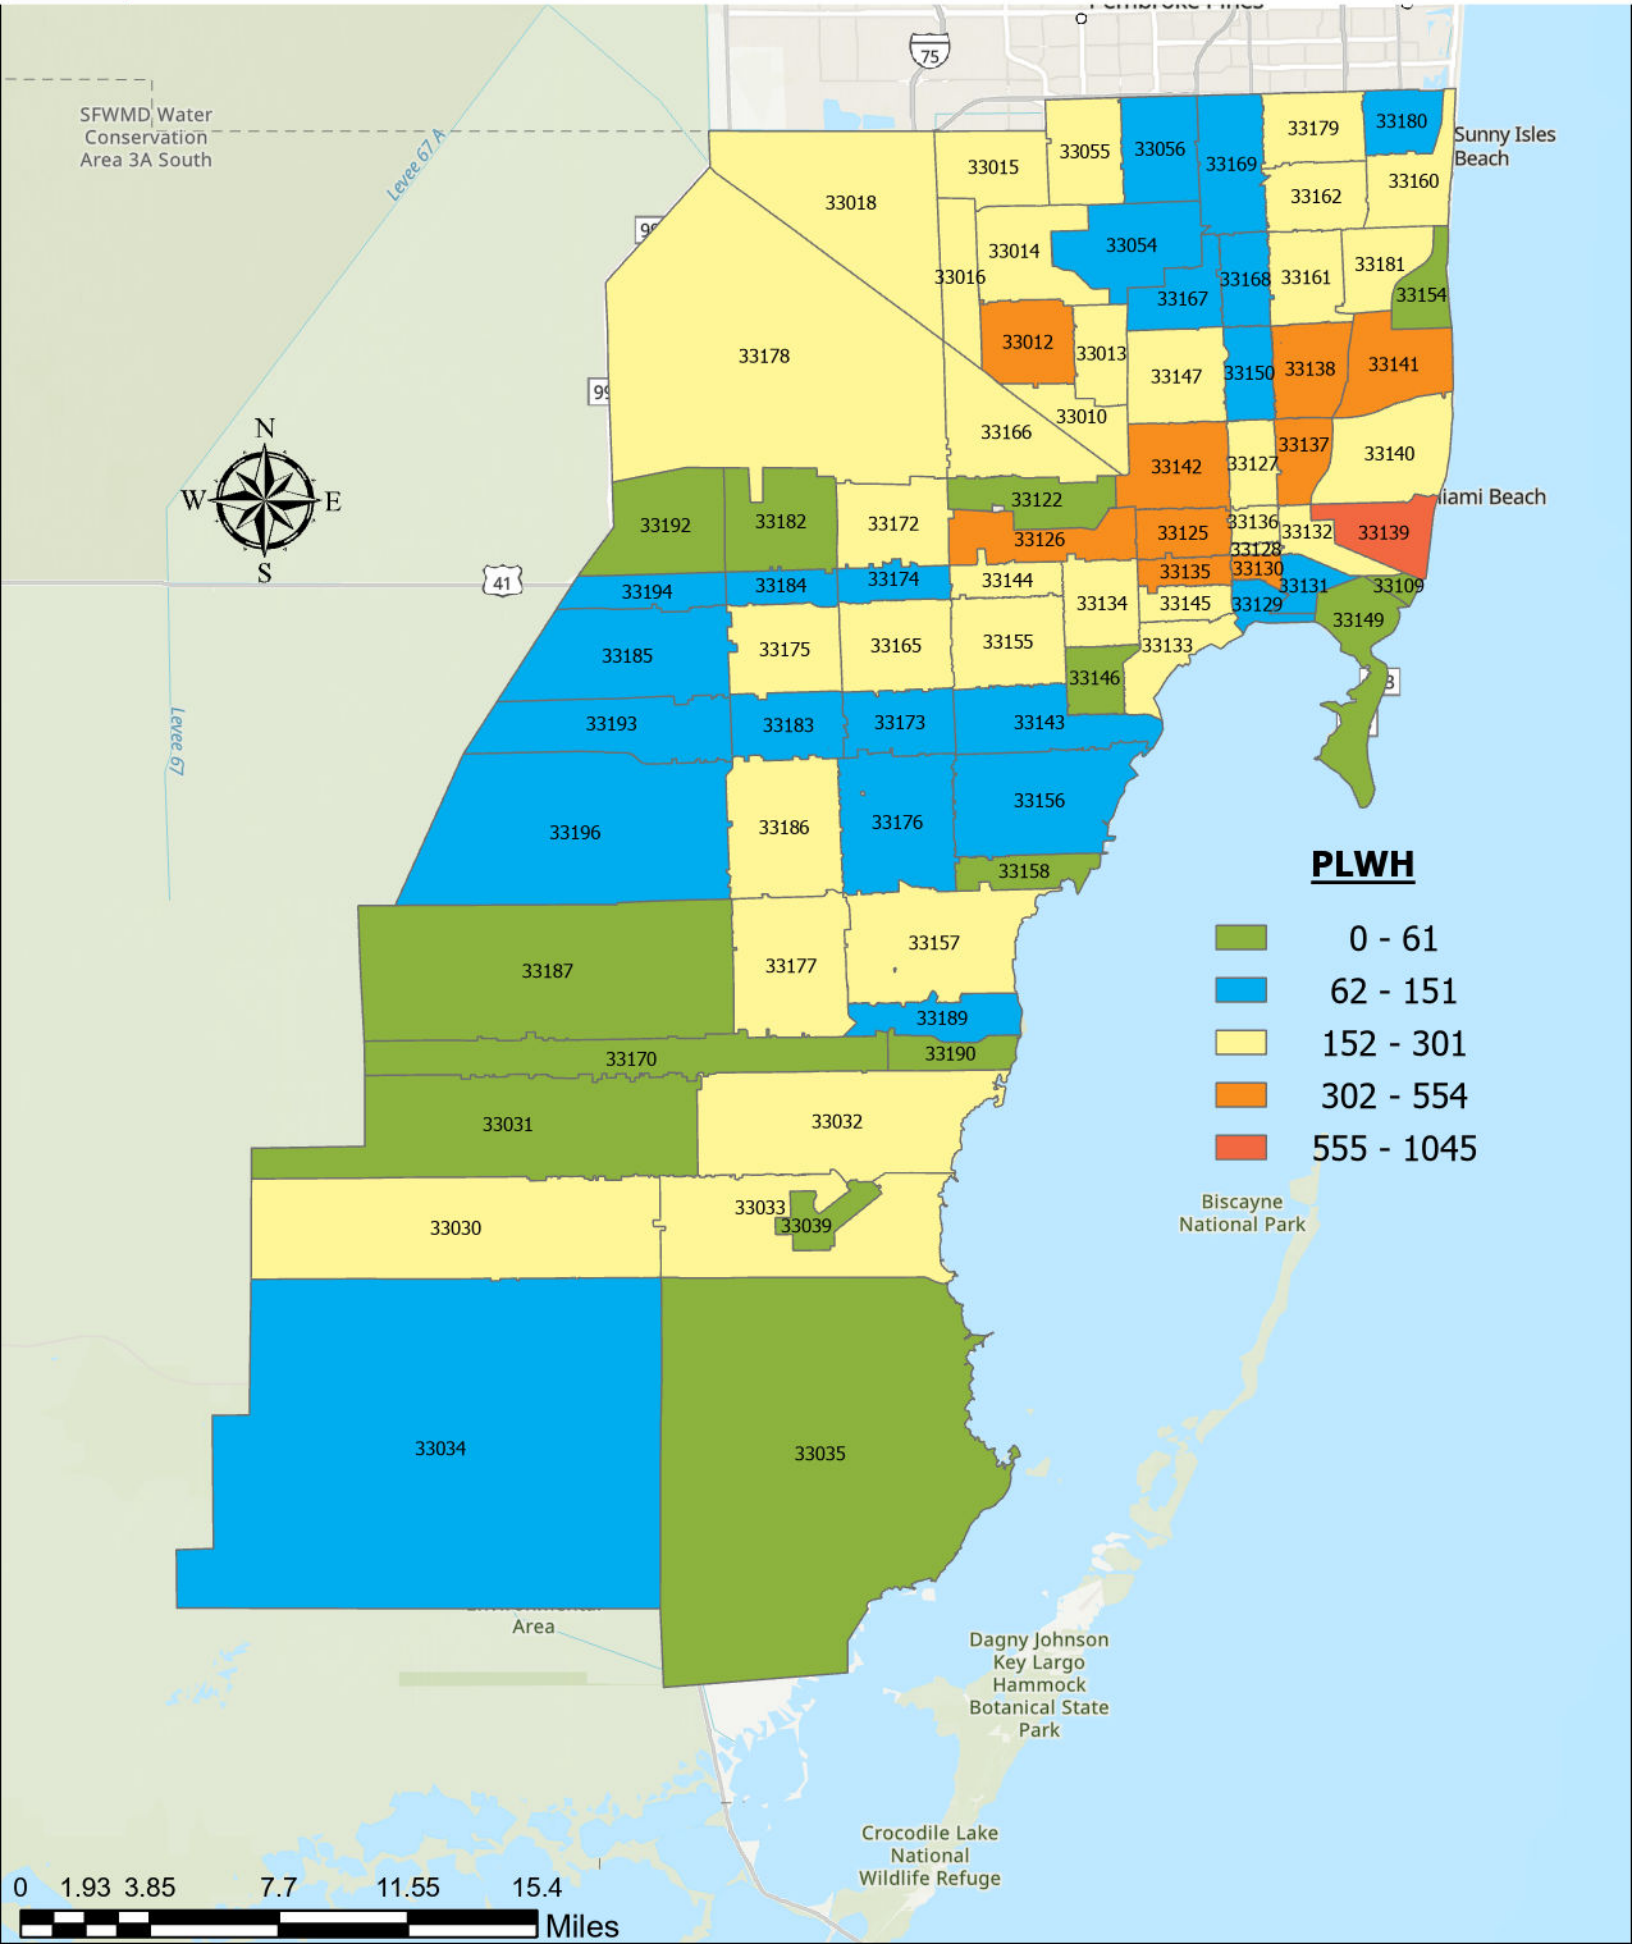 Pembroke Pines
75
SFWMD Water
Conservation
Area 3A South
Levee 67 A
33055
33056
33169
33179
33180
Sunny Isles
Beach
33015
33018
33162
33160
33014
33054
33016
33168
33161
33181
33167
33154
33012
33013
33178
33147
33150
33138
33141
33010
33166
33142
33127
33137
33140
N
W
E
S
33122
33192
33182
33172
33126
33125
33136
33132
33139
iami Beach
33128
33130
33135
33144
33131
33109
41
33194
33184
33174
33134
33145
33129
33149
33185
33175
33165
33155
33133
33146
33193
33183
33173
33143
Levee 67
33196
33186
33176
33156
33158
PLWH
0 - 61
62 - 151
152 - 301
302 - 554
555 - 1045
33187
33177
33157
33189
33170
33190
33031
33032
33030
33033
33039
Biscayne
National Park
33034
33035
Area
Dagny Johnson
Key Largo
Hammock
Botanical State
Park
Crocodile Lake
National
Wildlife Refuge
0 1.93 3.85 7.7 11.55 15.4
Miles